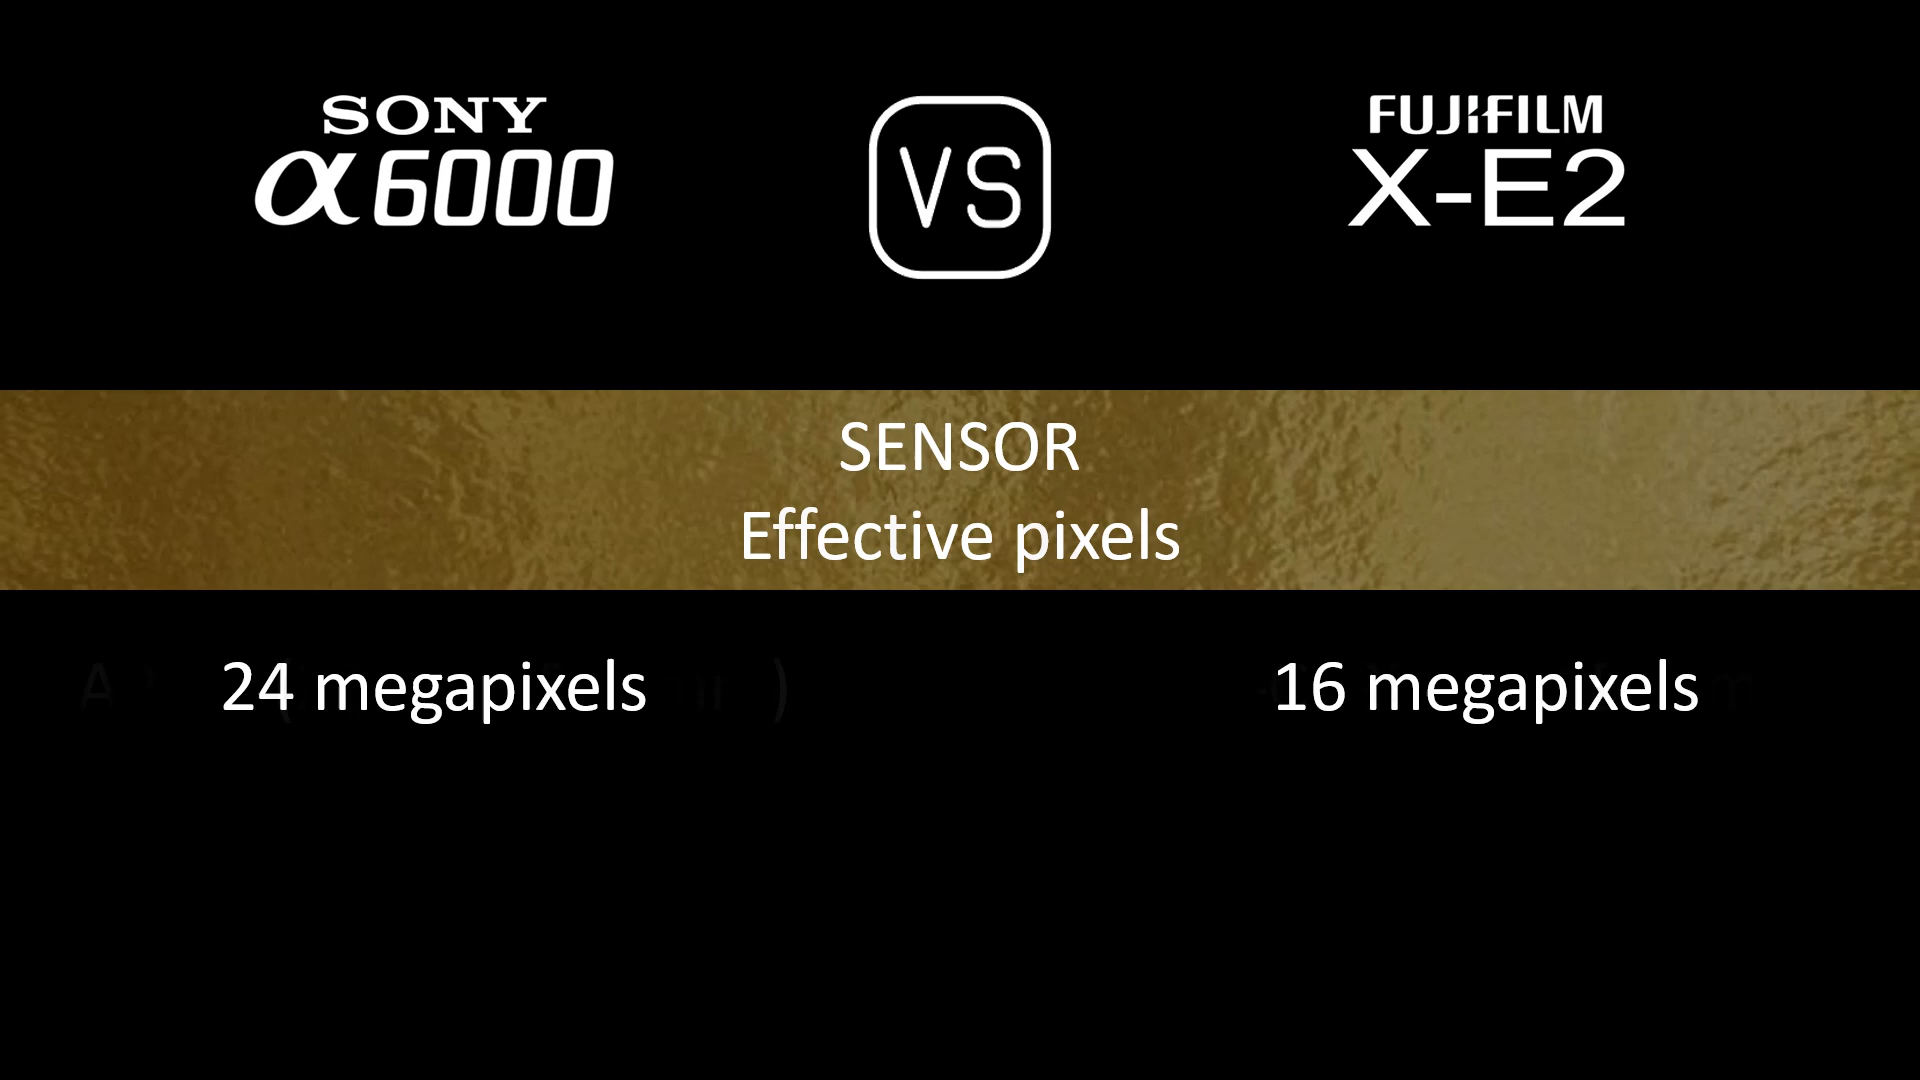 SONY
α6000
VS
FUJIFILM
X-E2
SENSOR
Effective pixels
24 megapixels
16 megapixels